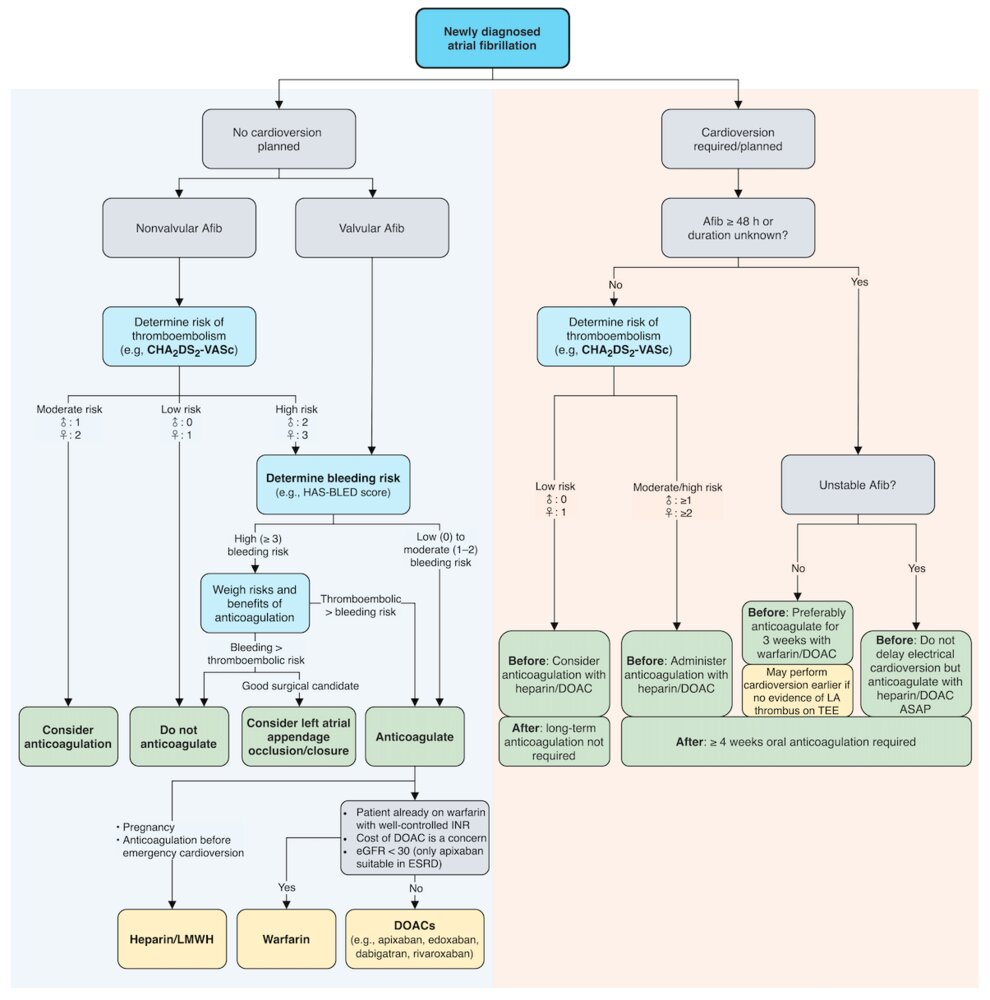 Newly diagnosed
atrial fibrillation
No cardioversion
planned
Nonvalvular Afib
Valvular Afib
Determine risk of
thromboembolism
(e.g, CHA₂DS₂-VASc)
Moderate risk
♂: 1
♀: 2
Low risk
♂: 0
♀: 1
High risk
♂: 2
♀: 3
Determine bleeding risk
(e.g., HAS-BLED score)
High (≥ 3)
bleeding risk
Low (0) to
moderate (1–2)
bleeding risk
Weigh risks and
benefits of
anticoagulation
Thromboembolic
> bleeding risk
Bleeding >
thromboembolic risk
Good surgical candidate
Consider
anticoagulation
Do not
anticoagulate
Consider left atrial
appendage
occlusion/closure
Anticoagulate
• Pregnancy
• Anticoagulation before
emergency cardioversion
• Patient already on warfarin
with well-controlled INR
• Cost of DOAC is a concern
• eGFR < 30 (only apixaban
suitable in ESRD)
Yes
No
Heparin/LMWH
Warfarin
DOACs
(e.g., apixaban, edoxaban,
dabigatran, rivaroxaban)
Cardioversion
required/planned
Afib ≥ 48 h or
duration unknown?
No
Yes
Determine risk of
thromboembolism
(e.g, CHA₂DS₂-VASc)
Low risk
♂: 0
♀: 1
Moderate/high risk
♂: ≥1
♀: ≥2
Unstable Afib?
No
Yes
Before: Consider
anticoagulation with
heparin/DOAC
After: long-term
anticoagulation not
required
Before: Administer
anticoagulation with
heparin/DOAC
Before: Preferably
anticoagulate for
3 weeks with
warfarin/DOAC
May perform
cardioversion earlier if
no evidence of LA
thrombus on TEE
Before: Do not
delay electrical
cardioversion but
anticoagulate with
heparin/DOAC
ASAP
After: ≥ 4 weeks oral anticoagulation required